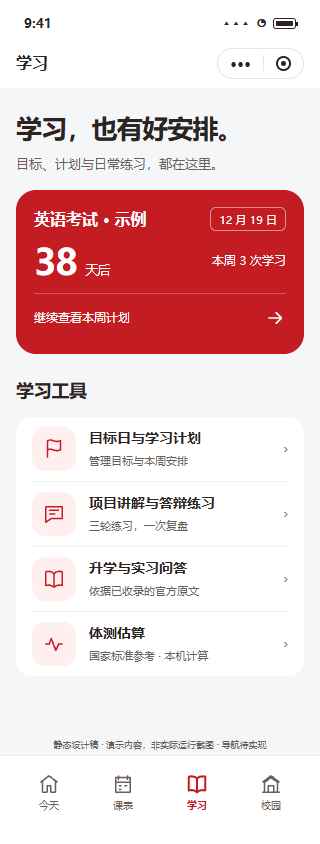 9:41
学习
学习，也有好安排。
目标、计划与日常练习，都在这里。
英语考试 • 示例
12 月 19 日
38 天后
本周 3 次学习
继续查看本周计划
学习工具
目标日与学习计划
管理目标与本周安排
项目讲解与答辩练习
三轮练习，一次复盘
升学与实习问答
依据已收录的官方原文
体测估算
国家标准参考 · 本机计算
静态设计稿 · 演示内容，非实际运行截图 · 导航待实现
今天
课表
学习
校园